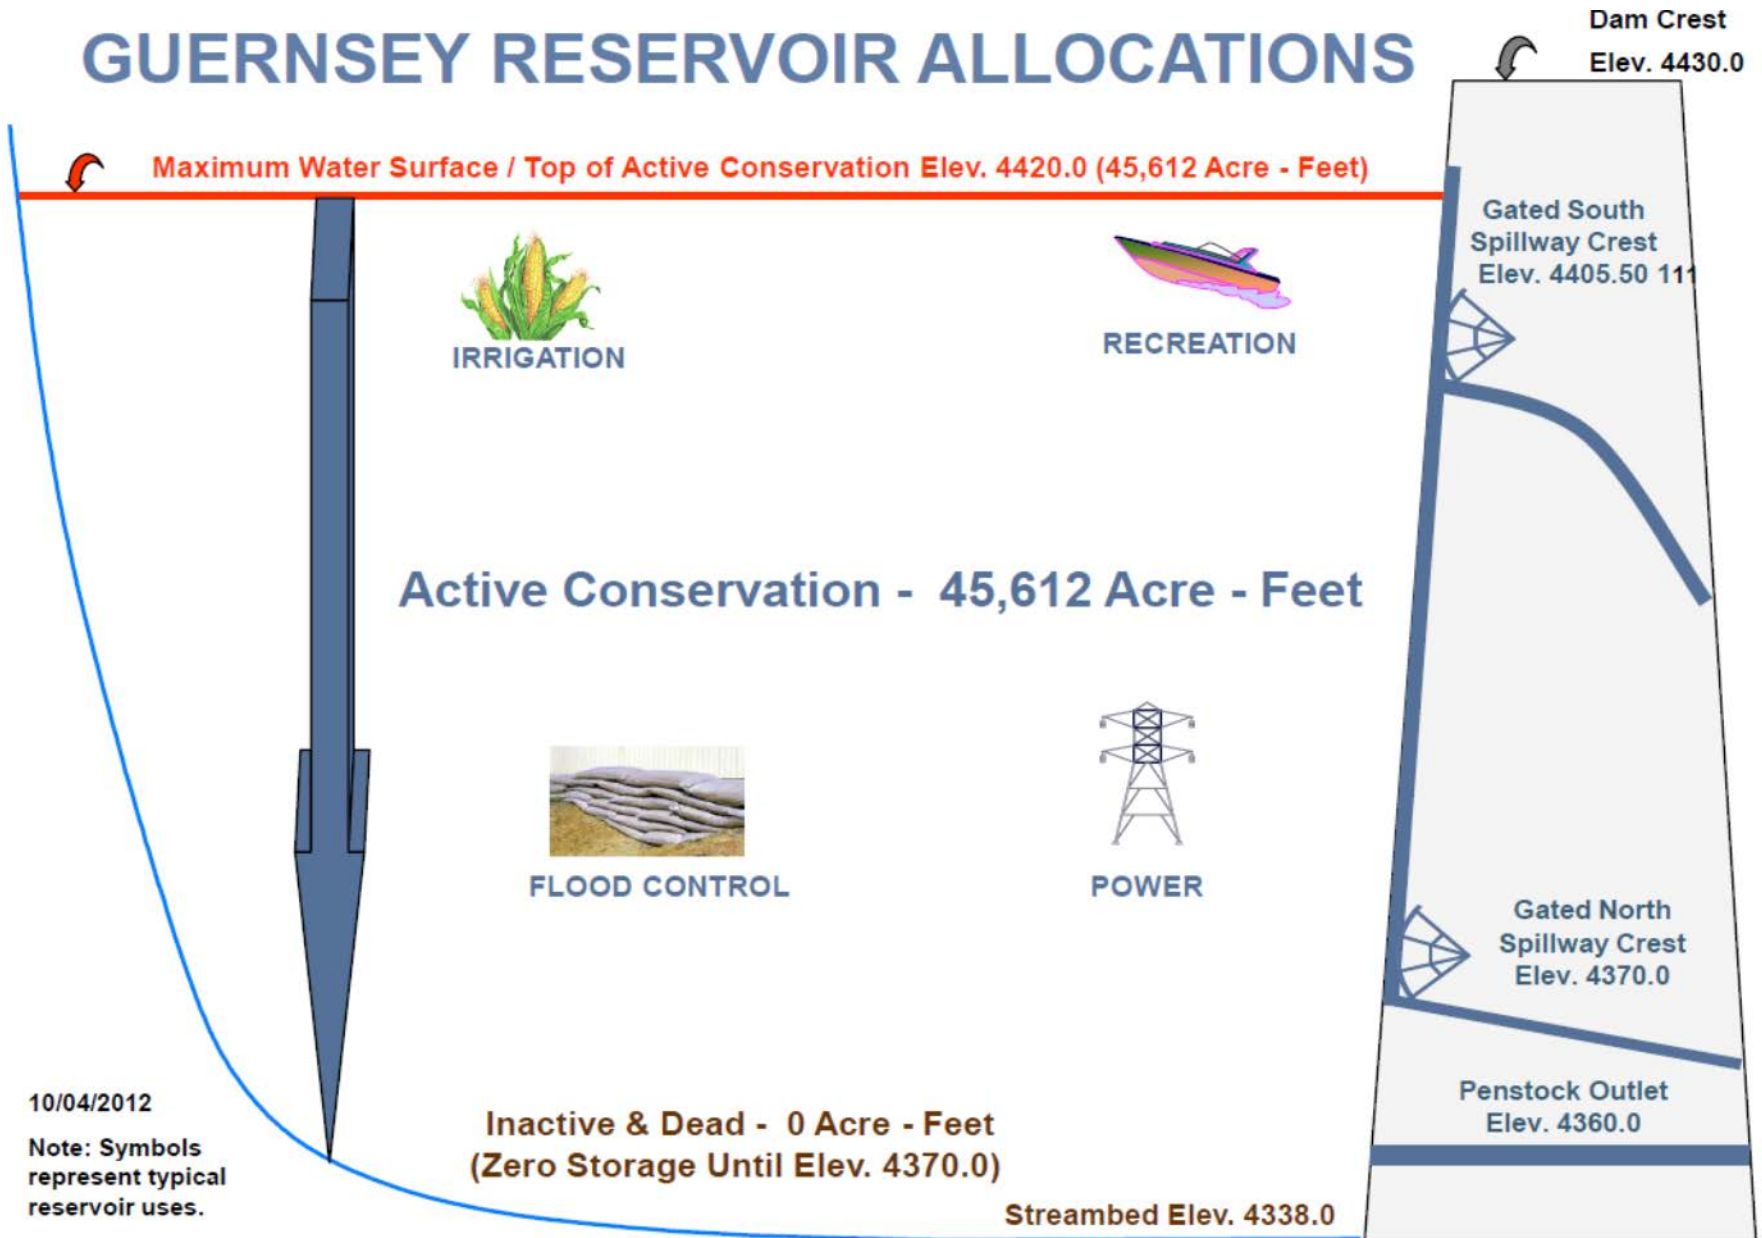 GUERNSEY RESERVOIR ALLOCATIONS
Dam Crest
Elev. 4430.0
Maximum Water Surface / Top of Active Conservation Elev. 4420.0 (45,612 Acre - Feet)
Gated South
Spillway Crest
Elev. 4405.50 111
IRRIGATION
RECREATION
Active Conservation - 45,612 Acre - Feet
FLOOD CONTROL
POWER
Gated North
Spillway Crest
Elev. 4370.0
Penstock Outlet
Elev. 4360.0
10/04/2012
Note: Symbols
represent typical
reservoir uses.
Inactive & Dead - 0 Acre - Feet
(Zero Storage Until Elev. 4370.0)
Streambed Elev. 4338.0